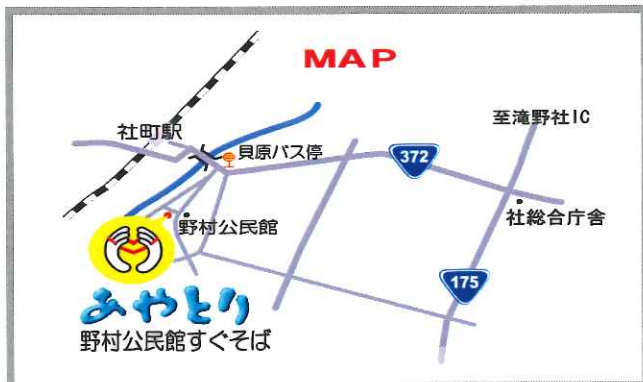 MAP
至滝野社IC
社町駅
貝原バス停
372
社総合庁舎
野村公民館
175
あやとり
野村公民館すぐそば